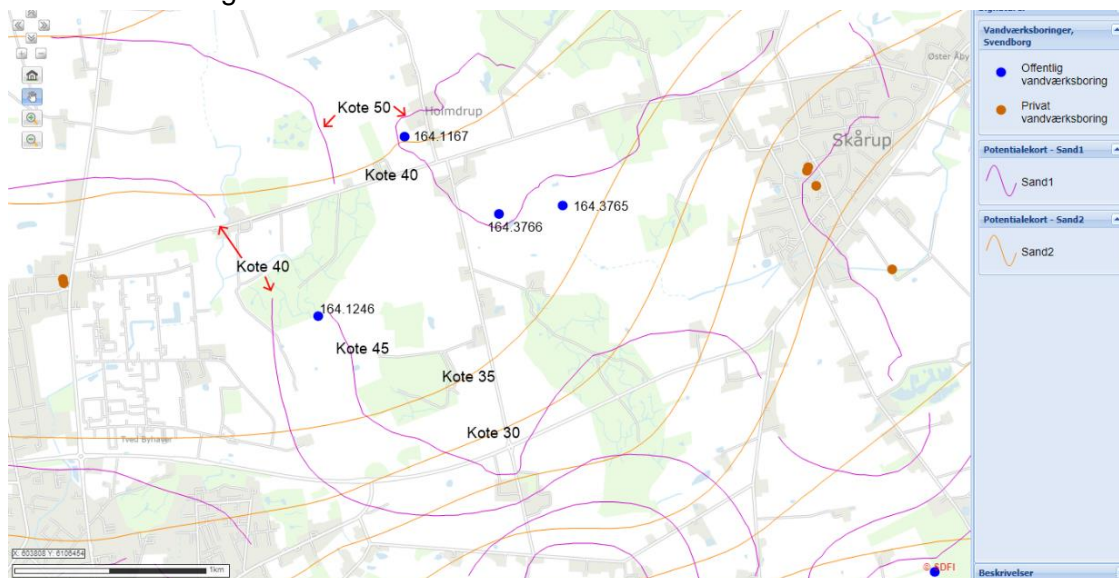 Vandværksboringer,
Svendborg
Offentlig
vandværksboring
Privat
vandværksboring
Potentialekort - Sand1
Sand1
Potentialekort - Sand2
Sand2
Beskrivelser
Øster Åby
Kote 50
Holmdrup
164.1167
Skårup
Kote 40
164.3765
164.3766
Kote 40
164.1246
Kote 45
Kote 35
Kote 30
Tved Byhaver
X: 603808 Y: 6106464
1km
© SDFI